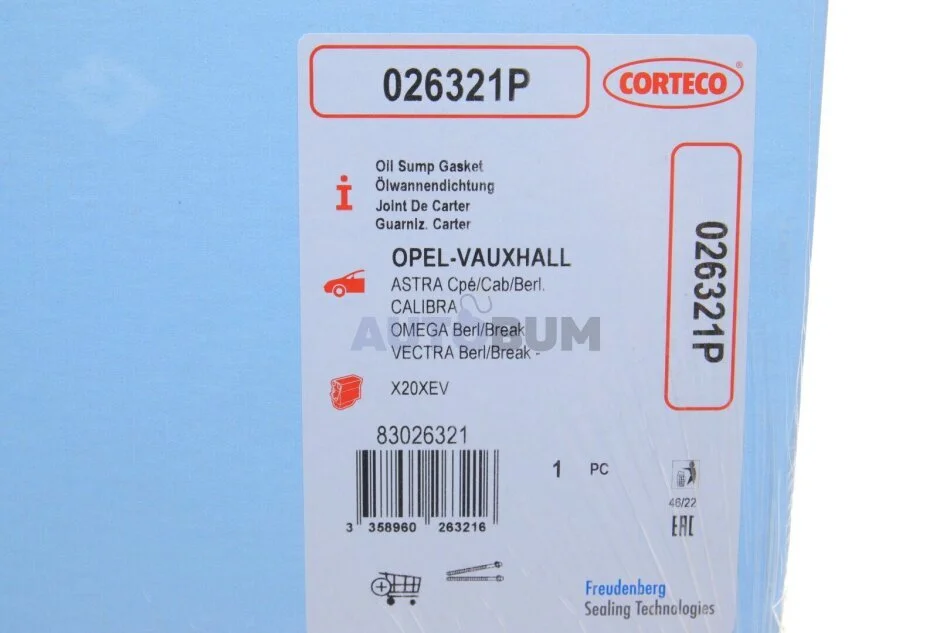 026321P
CORTECO®
Oil Sump Gasket
Ölwannendichtung
Joint De Carter
Guarniz. Carter
026321P
OPEL-VAUXHALL
ASTRA Cpé/Cab/Berl.
CALIBRA
AUTOBUM
OMEGA Berl/Break
VECTRA Berl/Break -
X20XEV
83026321
1 PC
46/22
3 358960 263216
EAC
Freudenberg
Sealing Technologies